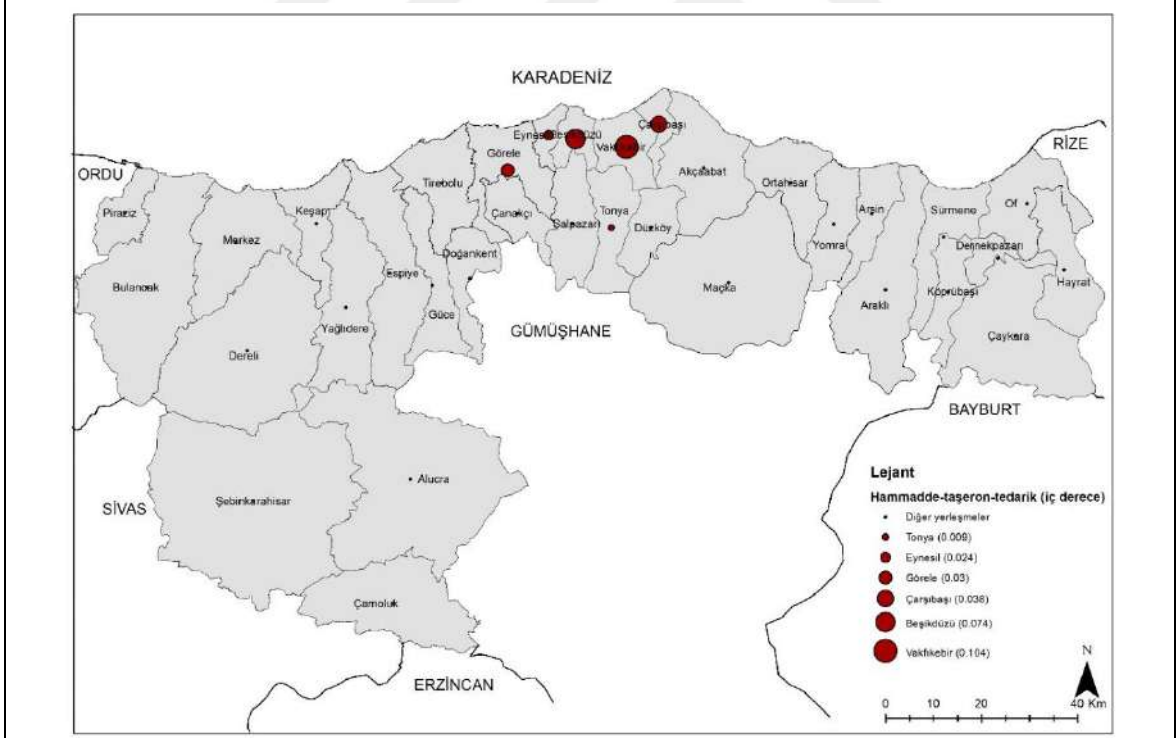 KARADENİZ
RİZE
ORDU
Eynesil
Beşikdüzü
Çarşıbaşı
Vakfıkebir
Görele
Akçaabat
Ortahisar
Tirebolu
Piraziz
Keşap
Çanakçı
Şalpazarı
Tonya
Düzköy
Arsin
Sürmene
Of
Merkez
Doğankent
Yomra
Dernekpazarı
Espiye
Hayrat
Bulancak
Maçka
Araklı
Köprübaşı
Güce
Yağlıdere
GÜMÜŞHANE
Çaykara
Dereli
BAYBURT
Alucra
Şebinkarahisar
SİVAS
Çamoluk
ERZİNCAN
Lejant
Hammadde-taşeron-tedarik (iç derece)
Diğer yerleşmeler
Tonya (0.009)
Eynesil (0.024)
Görele (0.03)
Çarşıbaşı (0.038)
Beşikdüzü (0.074)
Vakfıkebir (0.104)
N
0 10 20 40 Km